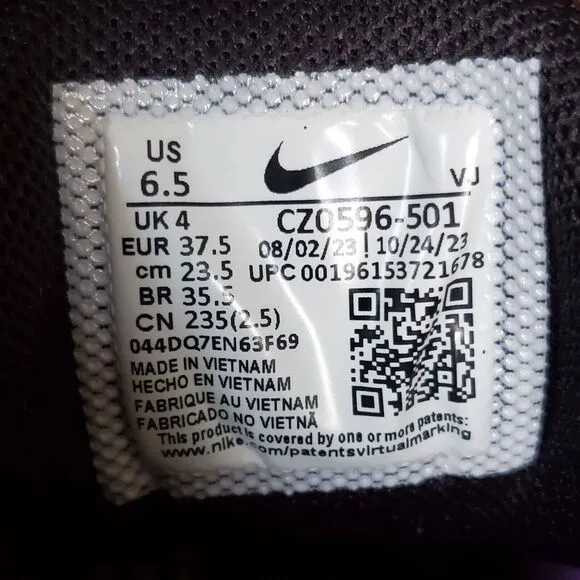 US
6.5
VJ
UK 4
CZ0596-501
EUR 37.5
08/02/23 | 10/24/23
cm 23.5
UPC 00196153721678
BR 35.5
CN 235(2.5)
044DQ7EN63F69
MADE IN VIETNAM
HECHO EN VIETNAM
FABRIQUE AU VIETNAM
FABRICADO NO VIETNÃ
This product is covered by one or more patents:
www.nike.com/patentsvirtualmarking